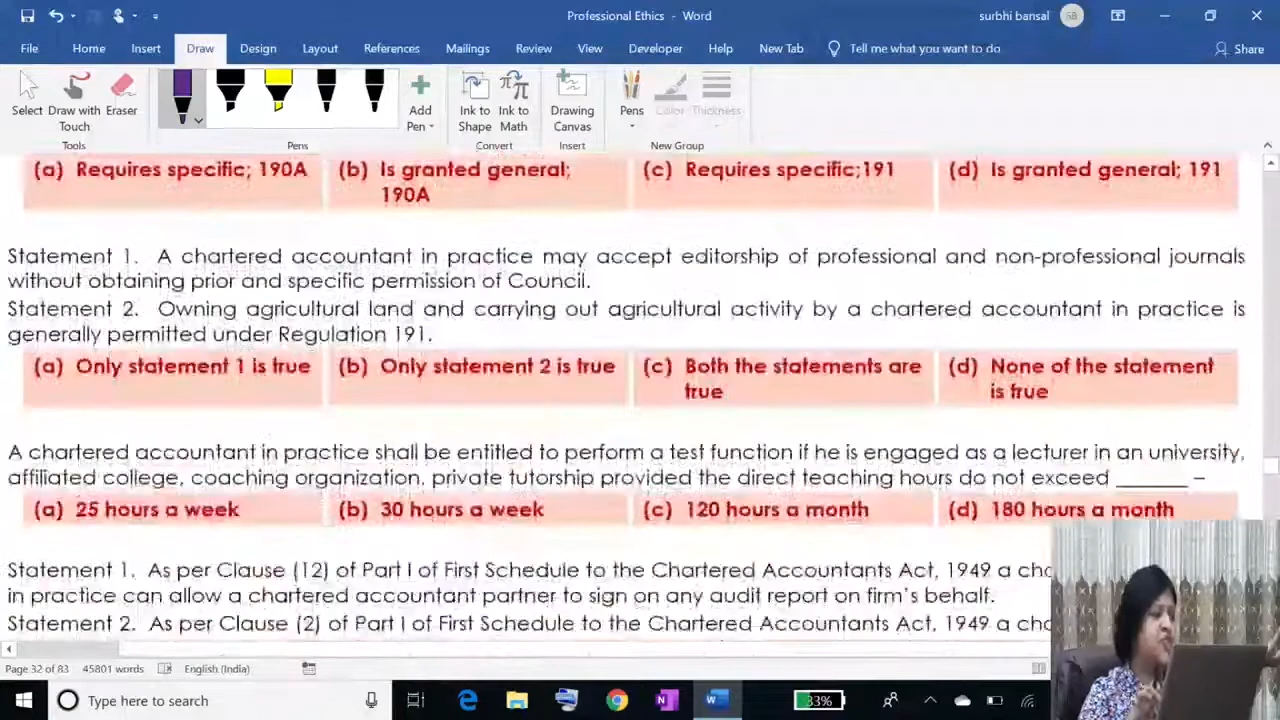 Professional Ethics - Word
surbhi bansal
SB
File Home Insert Draw Design Layout References Mailings Review View Developer Help New Tab Tell me what you want to do Share
Select Draw with Touch Eraser
Add Pen
Ink to Shape Ink to Math
Drawing Canvas
Pens Color Thickness
Tools Pens Convert Insert New Group
(a) Requires specific; 190A (b) Is granted general; 190A (c) Requires specific;191 (d) Is granted general; 191
Statement 1. A chartered accountant in practice may accept editorship of professional and non-professional journals
without obtaining prior and specific permission of Council.
Statement 2. Owning agricultural land and carrying out agricultural activity by a chartered accountant in practice is
generally permitted under Regulation 191.
(a) Only statement 1 is true (b) Only statement 2 is true (c) Both the statements are true (d) None of the statement is true
A chartered accountant in practice shall be entitled to perform a test function if he is engaged as a lecturer in an university,
affiliated college, coaching organization, private tutorship provided the direct teaching hours do not exceed _______ –
(a) 25 hours a week (b) 30 hours a week (c) 120 hours a month (d) 180 hours a month
Statement 1. As per Clause (12) of Part I of First Schedule to the Chartered Accountants Act, 1949 a cha
in practice can allow a chartered accountant partner to sign on any audit report on firm's behalf.
Statement 2. As per Clause (2) of Part I of First Schedule to the Chartered Accountants Act, 1949 a cha
Page 32 of 83 45801 words English (India)
Type here to search
33%